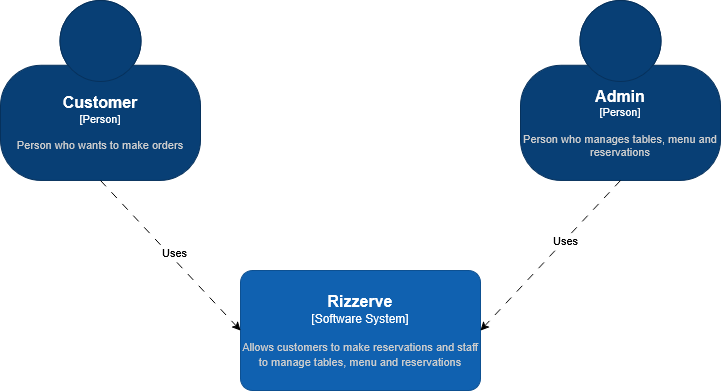 Customer
[Person]
Person who wants to make orders
Admin
[Person]
Person who manages tables, menu and
reservations
Uses
Uses
Rizzerve
[Software System]
Allows customers to make reservations and staff
to manage tables, menu and reservations